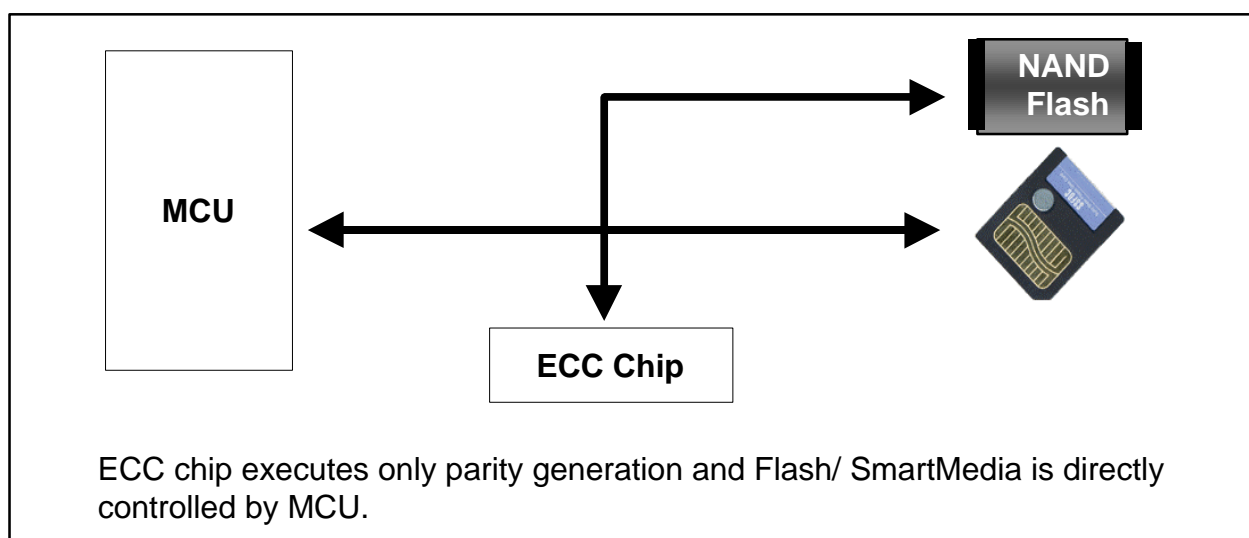 NAND
Flash
MCU
ECC Chip
ECC chip executes only parity generation and Flash/ SmartMedia is directly
controlled by MCU.